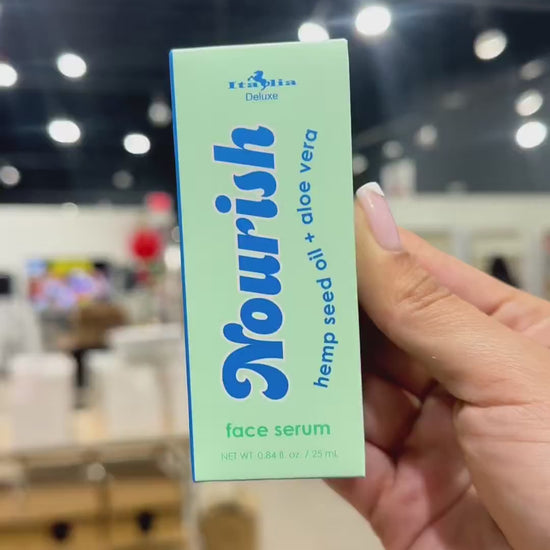 Italia
Deluxe
Nourish
hemp seed oil + aloe vera
face serum
NET WT 0.84 fl. oz. / 25 mL